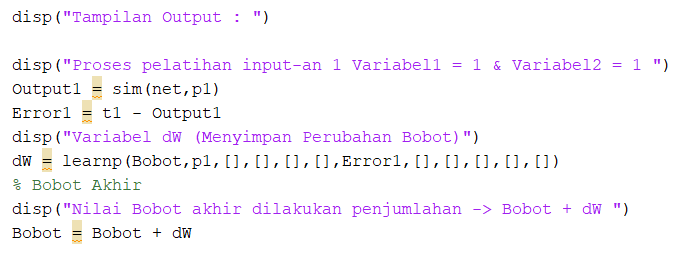 disp("Tampilan Output : ")
disp("Proses pelatihan input-an 1 Variabel1 = 1 & Variabel2 = 1 ")
Output1 = sim(net,p1)
Error1 = t1 - Output1
disp("Variabel dW (Menyimpan Perubahan Bobot)")
dW = learnp(Bobot,p1,[],[],[],[],Error1,[],[],[],[],[])
% Bobot Akhir
disp("Nilai Bobot akhir dilakukan penjumlahan -> Bobot + dW ")
Bobot = Bobot + dW